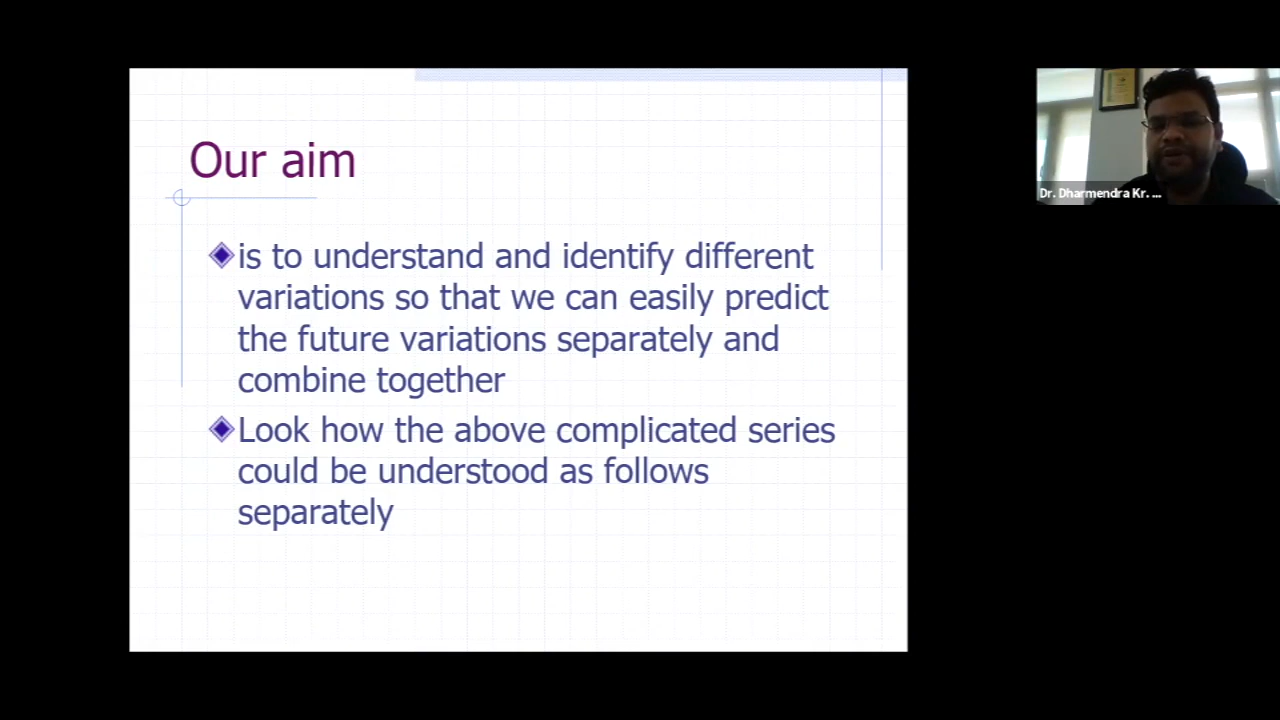 Our aim
is to understand and identify different
variations so that we can easily predict
the future variations separately and
combine together
Look how the above complicated series
could be understood as follows
separately
Dr. Dharmendra Kr. ...